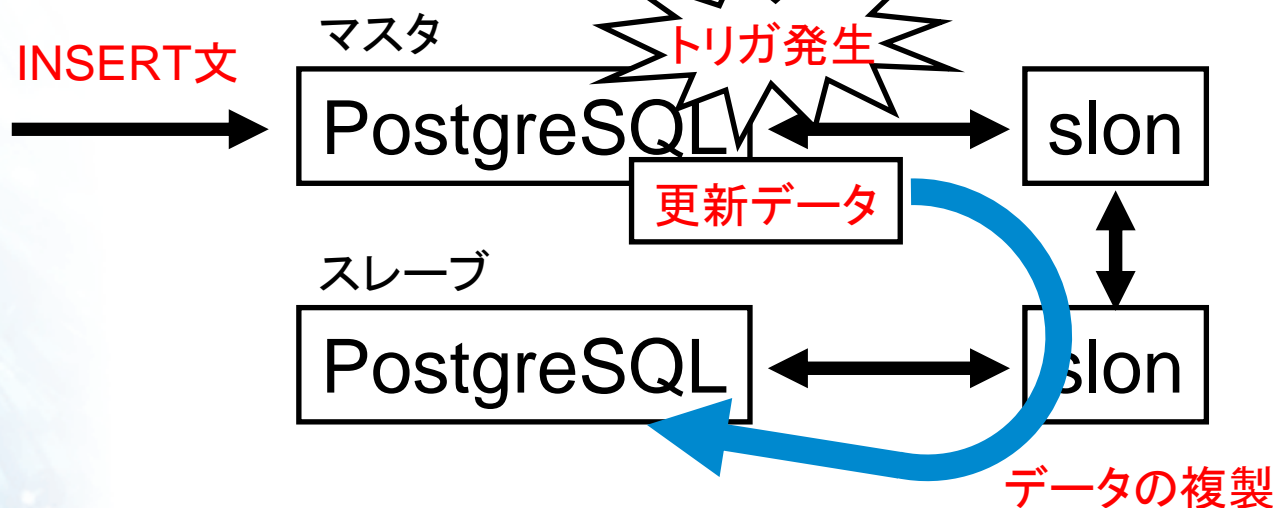 マスタ
INSERT文
トリガ発生
PostgreSQL
slon
更新データ
スレーブ
PostgreSQL
slon
データの複製